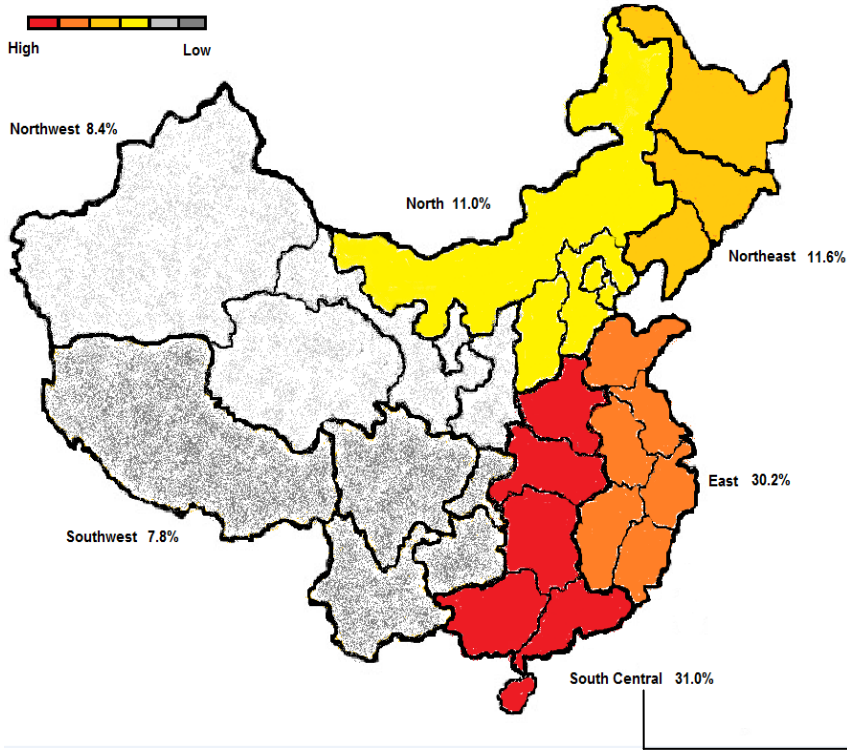 High Low
Northwest 8.4%
North 11.0%
Northeast 11.6%
East 30.2%
Southwest 7.8%
South Central 31.0%